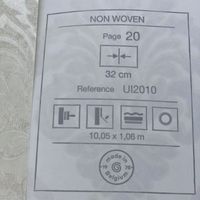 NON WOVEN
Page 20
32 cm
Reference UI2010
10,05 x 1,06 m
made in
G
Belgium